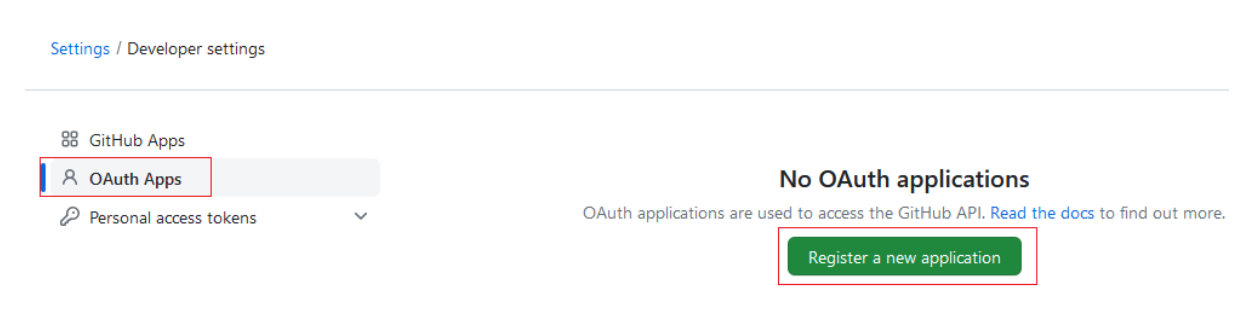 Settings / Developer settings
GitHub Apps
OAuth Apps
Personal access tokens
No OAuth applications
OAuth applications are used to access the GitHub API. Read the docs to find out more.
Register a new application